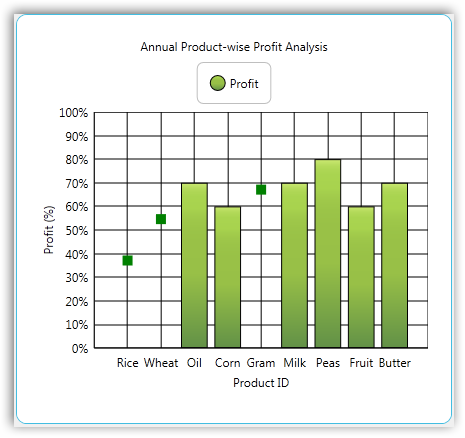 Annual Product-wise Profit Analysis
Profit
100%
90%
80%
70%
60%
50%
40%
30%
20%
10%
0%
Profit (%)
Rice Wheat Oil Corn Gram Milk Peas Fruit Butter
Product ID